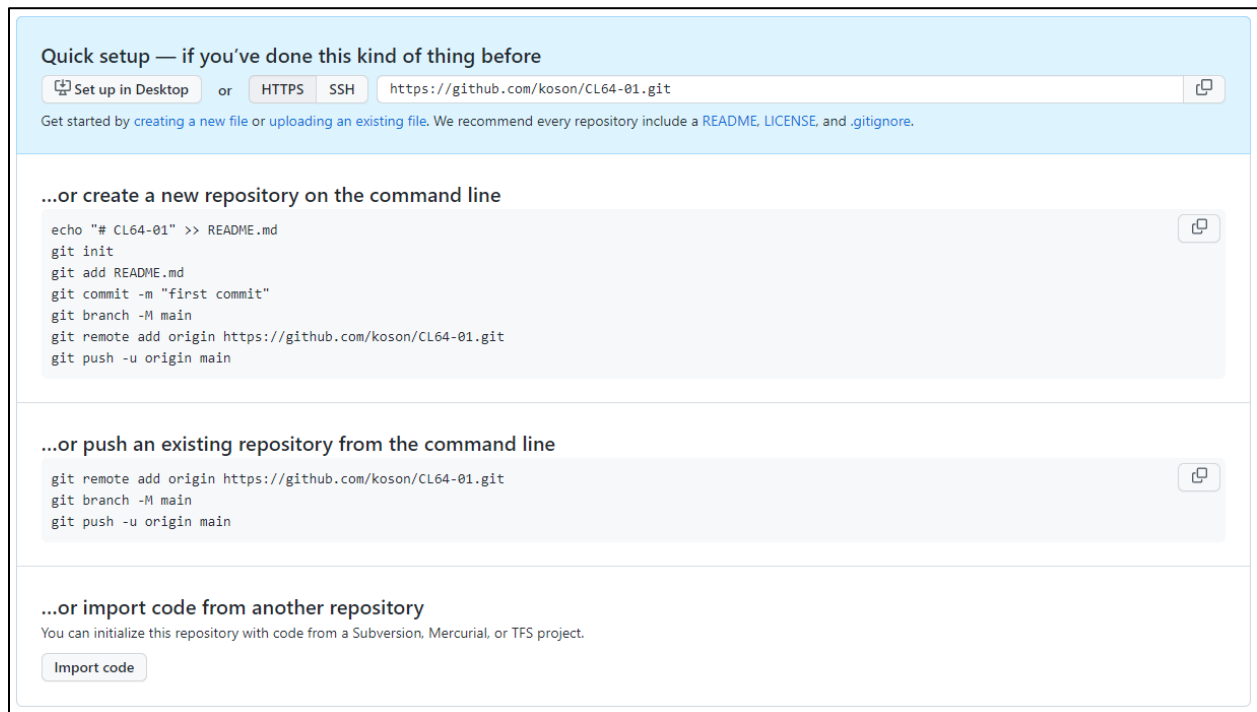 Quick setup — if you've done this kind of thing before
Set up in Desktop or HTTPS SSH https://github.com/koson/CL64-01.git
Get started by creating a new file or uploading an existing file. We recommend every repository include a README, LICENSE, and .gitignore.
...or create a new repository on the command line
echo "# CL64-01" >> README.md
git init
git add README.md
git commit -m "first commit"
git branch -M main
git remote add origin https://github.com/koson/CL64-01.git
git push -u origin main
...or push an existing repository from the command line
git remote add origin https://github.com/koson/CL64-01.git
git branch -M main
git push -u origin main
...or import code from another repository
You can initialize this repository with code from a Subversion, Mercurial, or TFS project.
Import code